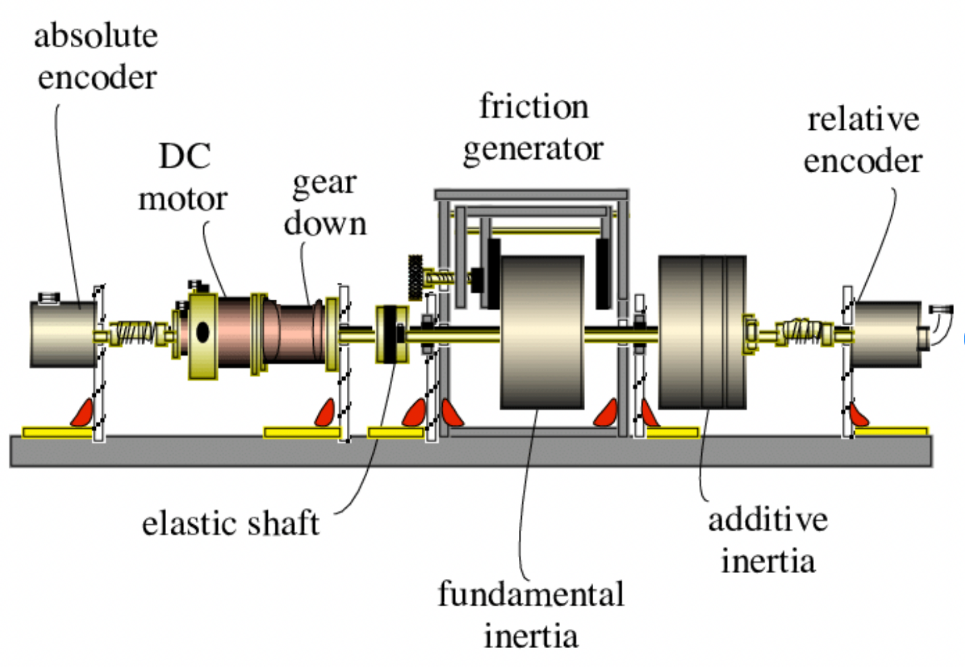 absolute
encoder
DC
motor
gear
down
friction
generator
relative
encoder
elastic shaft
fundamental
inertia
additive
inertia